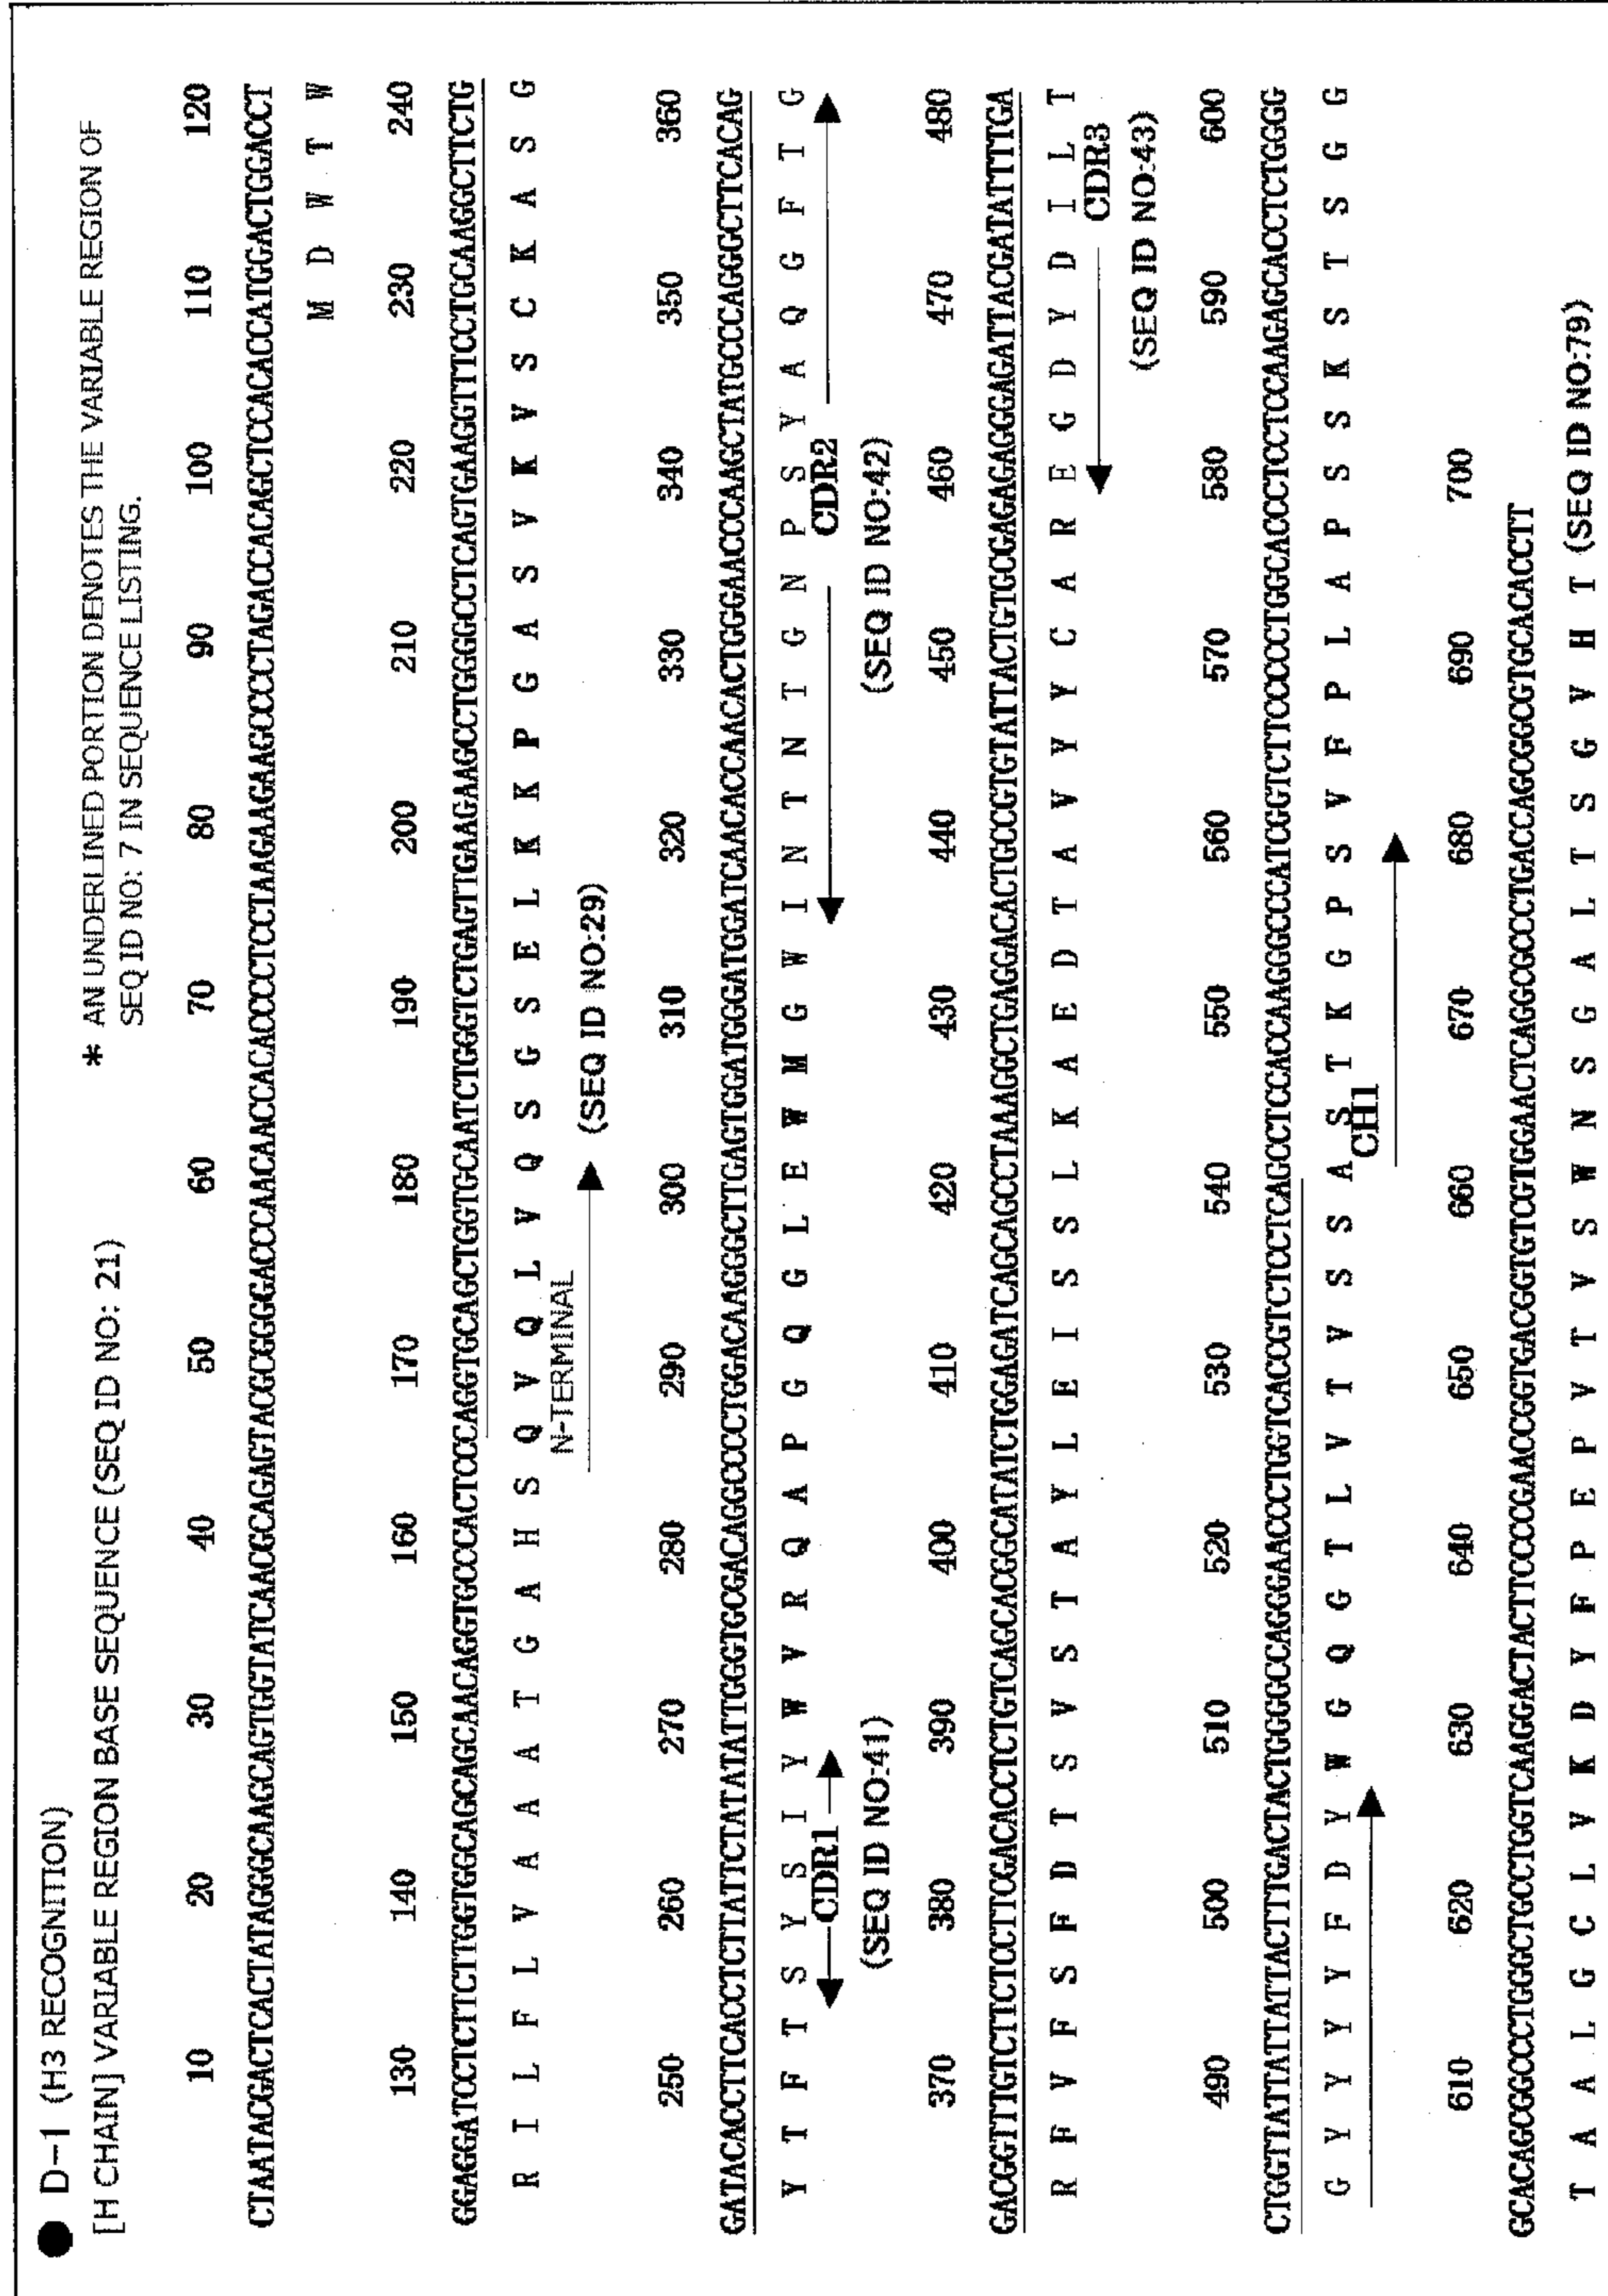 ● D-1 (H3 RECOGNITION)
[H CHAIN] VARIABLE REGION BASE SEQUENCE (SEQ ID NO: 21)
* AN UNDERLINED PORTION DENOTES THE VARIABLE REGION OF
SEQ ID NO: 7 IN SEQUENCE LISTING.
10 20 30 40 50 60 70 80 90 100 110 120
CTAATACGACTCACTATAGGGCAAGCAGTGGTATCAACGCAGAGTACGCGGGGACCCAACAACCACACCCCTCCTAAGAAGAAGCCCCTAGACCACAGCTCCACACCATGGACTGGACCT
M D W T W
130 140 150 160 170 180 190 200 210 220 230 240
GGAGGATCCTCTTCTTGGTGGCAGCAGCAACAGGTGCCCACTCCCAGGTGCAGCTGGTGCAATCTGGGTCTGAGTTGAAGAAGCCTGGGGCCTCAGTGAAGGTTTCCTGCAAGGCTTCTG
R I L F L V A A A T G A H S Q V Q L V Q S G S E L K K P G A S V K V S C K A S G
N-TERMINAL
(SEQ ID NO:29)
250 260 270 280 290 300 310 320 330 340 350 360
GATACACCTTCACCTCTTATTCTATATATTGGGTGCGACAGGCCCCTGGACAAGGGCTTGAGTGGATGGGATGGATCAACACCAACACTGGGAACCCAAGCTATGCCCAGGGCTTCACAG
Y T F T S Y S I Y W V R Q A P G Q G L E W M G W I N T N T G N P S Y A Q G F T G
CDR1 CDR2
(SEQ ID NO:41) (SEQ ID NO:42)
370 380 390 400 410 420 430 440 450 460 470 480
GACGGTTTGTCTTCTCCTTCGACACCTCTGTCAGCACGGCATATCTGGAGATCAGCAGCCTAAAGGCTGAGGACACTGCCGTGTATTACTGTGCGAGAGAGGGAGATTACGATATTTTGA
R F V F S F D T S V S T A Y L E I S S L K A E D T A V Y Y C A R E G D Y D I L T
CDR3
(SEQ ID NO:43)
490 500 510 520 530 540 550 560 570 580 590 600
CTGGTTATTATTATTACTTTGACTACTGGGGCCAGGGAACCCTGGTCACCGTCTCCTCAGCCTCCACCAAGGGCCCATCGGTCTTCCCCCTGGCACCCTCCTCCAAGAGCACCTCTGGGG
G Y Y Y Y F D Y W G Q G T L V T V S S A S T K G P S V F P L A P S S K S T S G G
CH1
610 620 630 640 650 660 670 680 690 700
GCACAGCGGCCCTGGGCTGCCTGGTCAAGGACTACTTCCCCGAACCGGTGACGGTGTCGTGGAACTCAGGCGCCCTGACCAGCGGCGTGCACACCTT
T A A L G C L V K D Y F P E P V T V S W N S G A L T S G V H T (SEQ ID NO:79)